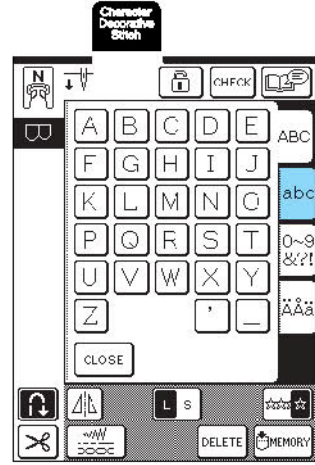 Character
Decorative
Stitch
N
CHECK
A B C D E
ABC
F G H I J
abc
K L M N O
P Q R S T
0~9
&?!
U V W X Y
ÄÅä
Z ' _
CLOSE
L S
DELETE
MEMORY